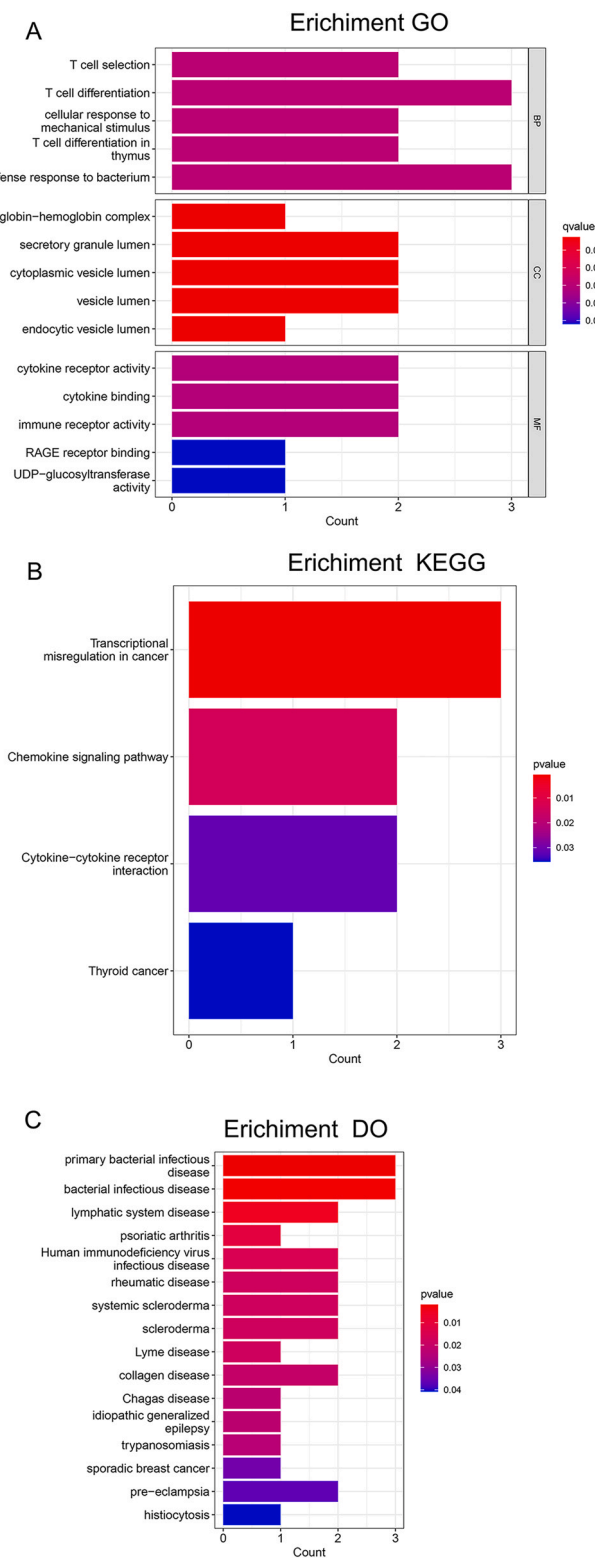 A
Erichiment GO
T cell selection
T cell differentiation
cellular response to
mechanical stimulus
T cell differentiation in
thymus
response to bacterium
secretory granule lumen
cytoplasmic vesicle lumen
vesicle lumen
endocytic vesicle lumen
cytokine receptor activity
cytokine binding
immune receptor activity
RAGE receptor binding
UDP−glucosyltransferase
activity
BP
CC
MF
0 1 2 3
Count
qvalue
B
Erichiment KEGG
Transcriptional
misregulation in cancer
Chemokine signaling pathway
Cytokine−cytokine receptor
interaction
Thyroid cancer
0 1 2 3
Count
pvalue
0.01
0.02
0.03
C
Erichiment DO
primary bacterial infectious
disease
bacterial infectious disease
lymphatic system disease
psoriatic arthritis
Human immunodeficiency virus
infectious disease
rheumatic disease
systemic scleroderma
scleroderma
Lyme disease
collagen disease
Chagas disease
idiopathic generalized
epilepsy
trypanosomiasis
sporadic breast cancer
pre−eclampsia
histiocytosis
0 1 2 3
Count
pvalue
0.01
0.02
0.03
0.04